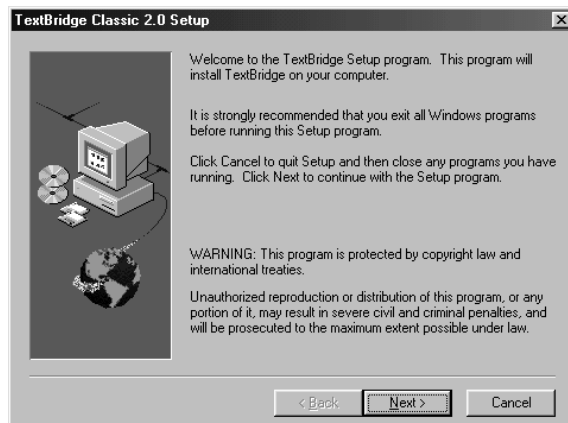 TextBridge Classic 2.0 Setup
Welcome to the TextBridge Setup program. This program will
install TextBridge on your computer.
It is strongly recommended that you exit all Windows programs
before running this Setup program.
Click Cancel to quit Setup and then close any programs you have
running. Click Next to continue with the Setup program.
WARNING: This program is protected by copyright law and
international treaties.
Unauthorized reproduction or distribution of this program, or any
portion of it, may result in severe civil and criminal penalties, and
will be prosecuted to the maximum extent possible under law.
< Back Next > Cancel